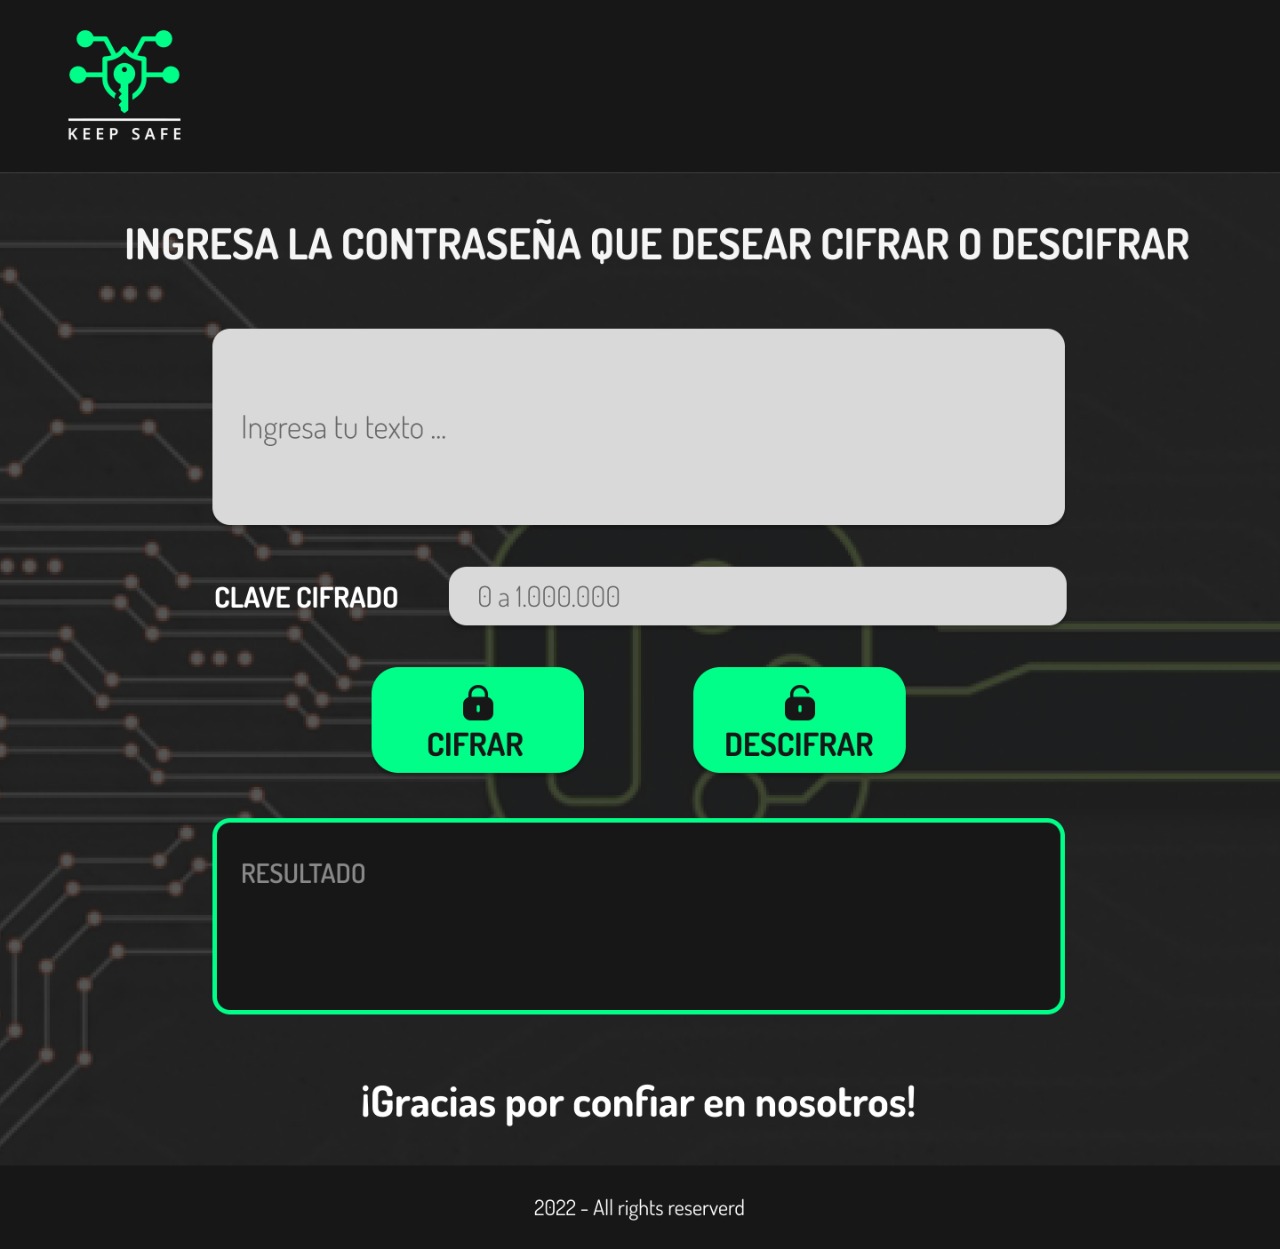 KEEP SAFE
INGRESA LA CONTRASEÑA QUE DESEAR CIFRAR O DESCIFRAR
Ingresa tu texto ...
CLAVE CIFRADO
0 a 1.000.000
CIFRAR
DESCIFRAR
RESULTADO
¡Gracias por confiar en nosotros!
2022 - All rights reserverd